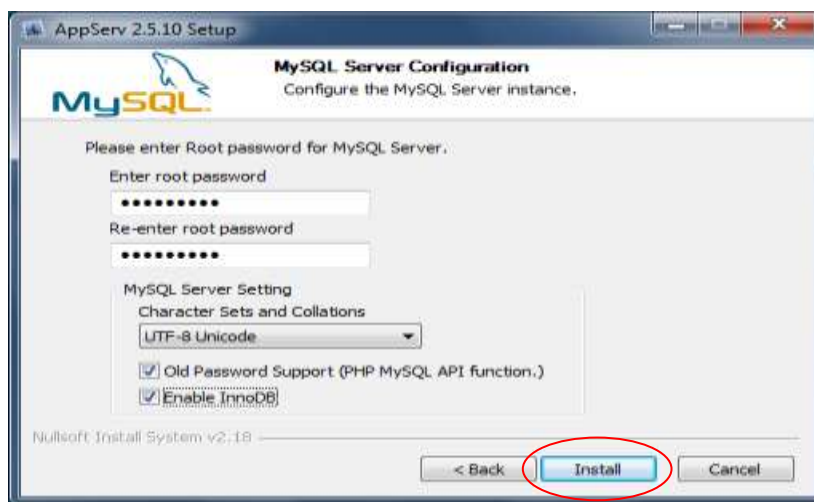 AppServ 2.5.10 Setup
MySQL Server Configuration
Configure the MySQL Server instance.
MySQL
Please enter Root password for MySQL Server.
Enter root password
•••••••••
Re-enter root password
•••••••••
MySQL Server Setting
Character Sets and Collations
UTF-8 Unicode
Old Password Support (PHP MySQL API function.)
Enable InnoDB
Nullsoft Install System v2.18
< Back Install Cancel